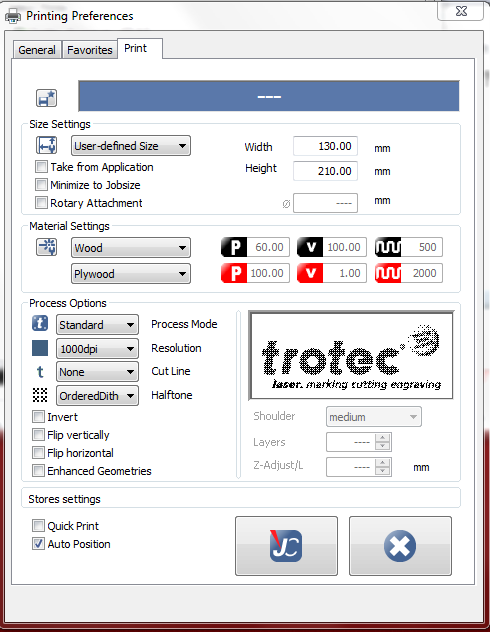 Printing Preferences
General Favorites Print
---
Size Settings
User-defined Size Width 130.00 mm
Take from Application Height 210.00 mm
Minimize to Jobsize
Rotary Attachment ø ---- mm
Material Settings
Wood P 60.00 v 100.00 500
Plywood P 100.00 v 1.00 2000
Process Options
t Standard Process Mode
1000dpi Resolution
t None Cut Line
OrderedDith Halftone
trotec®
laser. marking cutting engraving
Invert Shoulder medium
Flip vertically Layers ----
Flip horizontal Z-Adjust/L ---- mm
Enhanced Geometries
Stores settings
Quick Print
Auto Position
JC